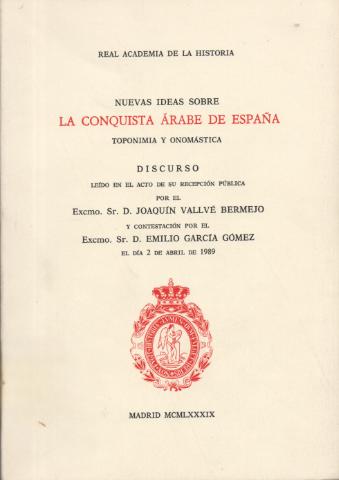 REAL ACADEMIA DE LA HISTORIA
NUEVAS IDEAS SOBRE
LA CONQUISTA ÁRABE DE ESPAÑA
TOPONIMIA Y ONOMÁSTICA
DISCURSO
LEÍDO EN EL ACTO DE SU RECEPCIÓN PÚBLICA
POR EL
Excmo. Sr. D. JOAQUÍN VALLVÉ BERMEJO
Y CONTESTACIÓN POR EL
Excmo. Sr. D. EMILIO GARCÍA GÓMEZ
EL DÍA 2 DE ABRIL DE 1989
MADRID MCMLXXXIX